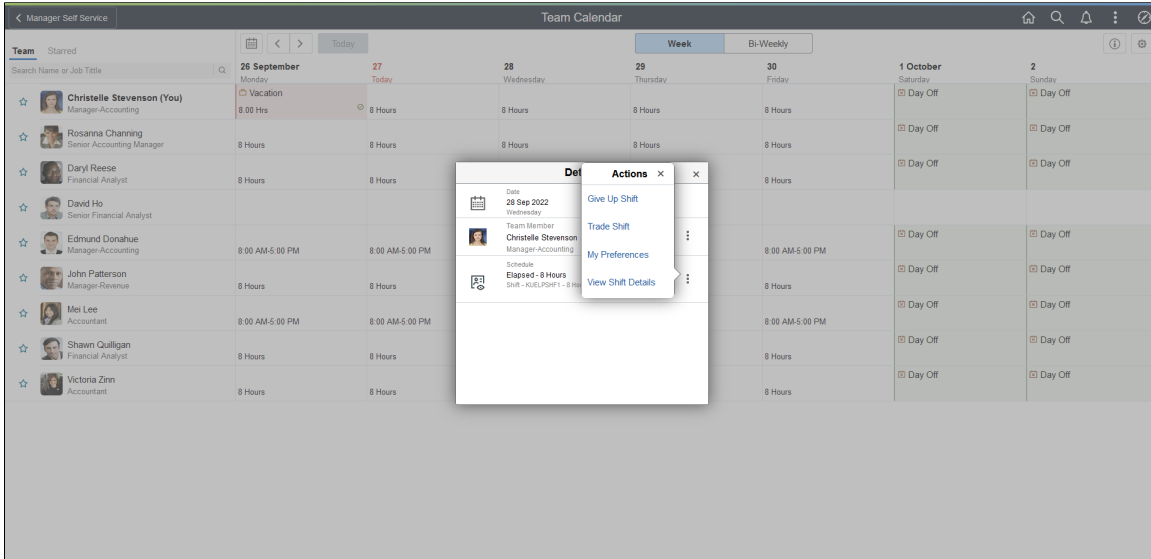 Manager Self Service
Team Calendar
Team Starred
Today
Week Bi-Weekly
Search Name or Job Tittle
26 September 27 28 29 30 1 October 2
Monday Today Wednesday Thursday Friday Saturday Sunday
Christelle Stevenson (You)
Manager-Accounting
Vacation
8.00 Hrs 8 Hours 8 Hours 8 Hours 8 Hours
Day Off Day Off
Rosanna Channing
Senior Accounting Manager
8 Hours 8 Hours 8 Hours 8 Hours 8 Hours
Day Off Day Off
Daryl Reese
Financial Analyst
8 Hours 8 Hours 8 Hours
Day Off Day Off
David Ho
Senior Financial Analyst
Edmund Donahue
Manager-Accounting
8:00 AM-5:00 PM 8:00 AM-5:00 PM 8:00 AM-5:00 PM
Day Off Day Off
John Patterson
Manager-Revenue
8 Hours 8 Hours 8 Hours
Day Off Day Off
Mei Lee
Accountant
8:00 AM-5:00 PM 8:00 AM-5:00 PM 8:00 AM-5:00 PM
Day Off Day Off
Shawn Quilligan
Financial Analyst
8 Hours 8 Hours 8 Hours
Day Off Day Off
Victoria Zinn
Accountant
8 Hours 8 Hours 8 Hours
Day Off Day Off
Date
28 Sep 2022
Wednesday
Team Member
Christelle Stevenson
Manager-Accounting
Schedule
Elapsed - 8 Hours
Shift - KUELPSHF1 - 8
Actions
Give Up Shift
Trade Shift
My Preferences
View Shift Details